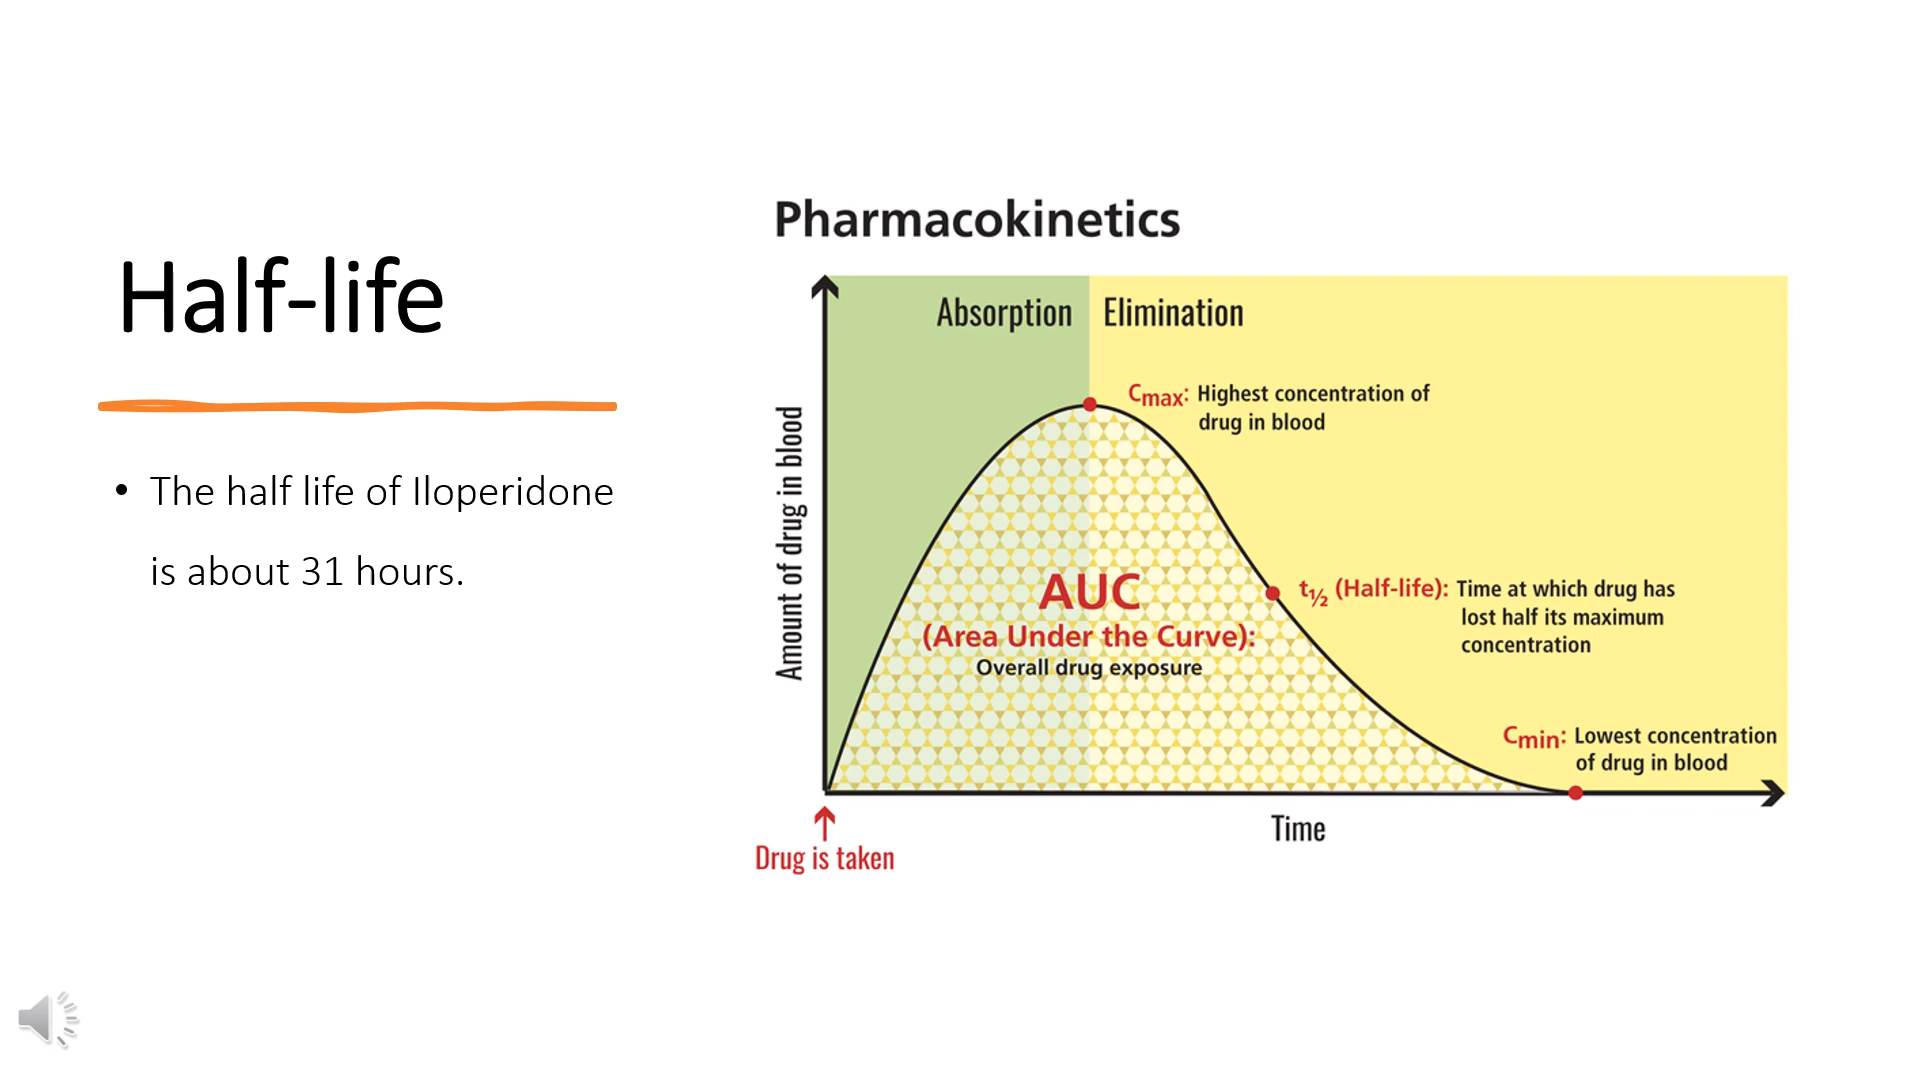 Half-life
• The half life of Iloperidone
is about 31 hours.
Pharmacokinetics
Absorption
Elimination
Amount of drug in blood
Cmax: Highest concentration of
drug in blood
AUC
(Area Under the Curve):
Overall drug exposure
t½ (Half-life): Time at which drug has
lost half its maximum
concentration
Cmin: Lowest concentration
of drug in blood
Time
Drug is taken